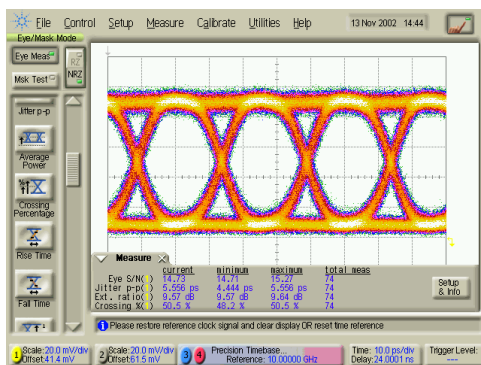 File Control Setup Measure Calibrate Utilities Help 13 Nov 2002 14:44
Eye/Mask Mode
Eye Meas
RZ
NRZ
Msk Test
Jitter p-p
Average
Power
Crossing
Percentage
Rise Time
Fall Time
Measure
current minimum maximum total meas
Eye S/N( ) 14.73 14.71 15.27 74
Jitter p-p( ) 5.556 ps 4.444 ps 5.556 ps 74
Ext. ratio( ) 9.57 dB 9.57 dB 9.64 dB 74
Crossing %( ) 50.5 % 48.2 % 50.5 % 74
Setup
& Info
Please restore reference clock signal and clear display OR reset time reference
1 Scale:20.0 mV/div
Offset:41.4 mV
2 Scale:20.0 mV/div
Offset:61.5 mV
3 4 Precision Timebase...
Reference: 10.00000 GHz
Time: 10.0 ps/div
Delay:24.0001 ns
Trigger Level:
---